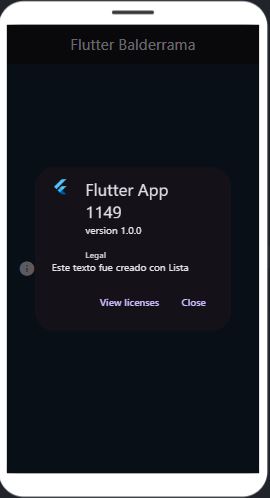 Flutter Balderrama
Flutter App
1149
version 1.0.0
Legal
Este texto fue creado con Lista
View licenses
Close